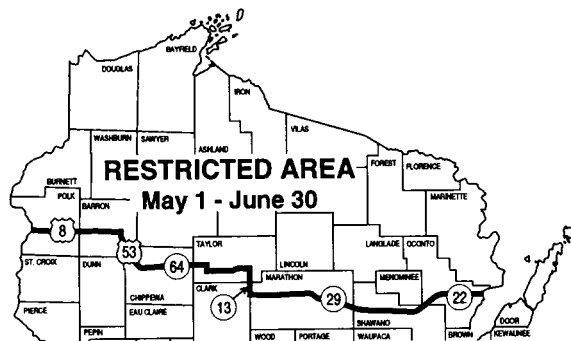 BAYFIELD
DOUGLAS
IRON
VILAS
WASHBURN SAWYER
ASHLAND
FOREST FLORENCE
RESTRICTED AREA
BURNETT
MARINETTE
POLK
BARRON
May 1 - June 30
8
TAYLOR
LANGLADE OCONTO
53
ST. CROIX
DUNN
64
LINCOLN
MARATHON
MENOMINEE
CLARK
29
22
CHIPPEWA
13
PIERCE
EAU CLAIRE
SHAWANO
DOOR
PEPIN
WOOD PORTAGE WAUPACA
BROWN
KEWAUNEE